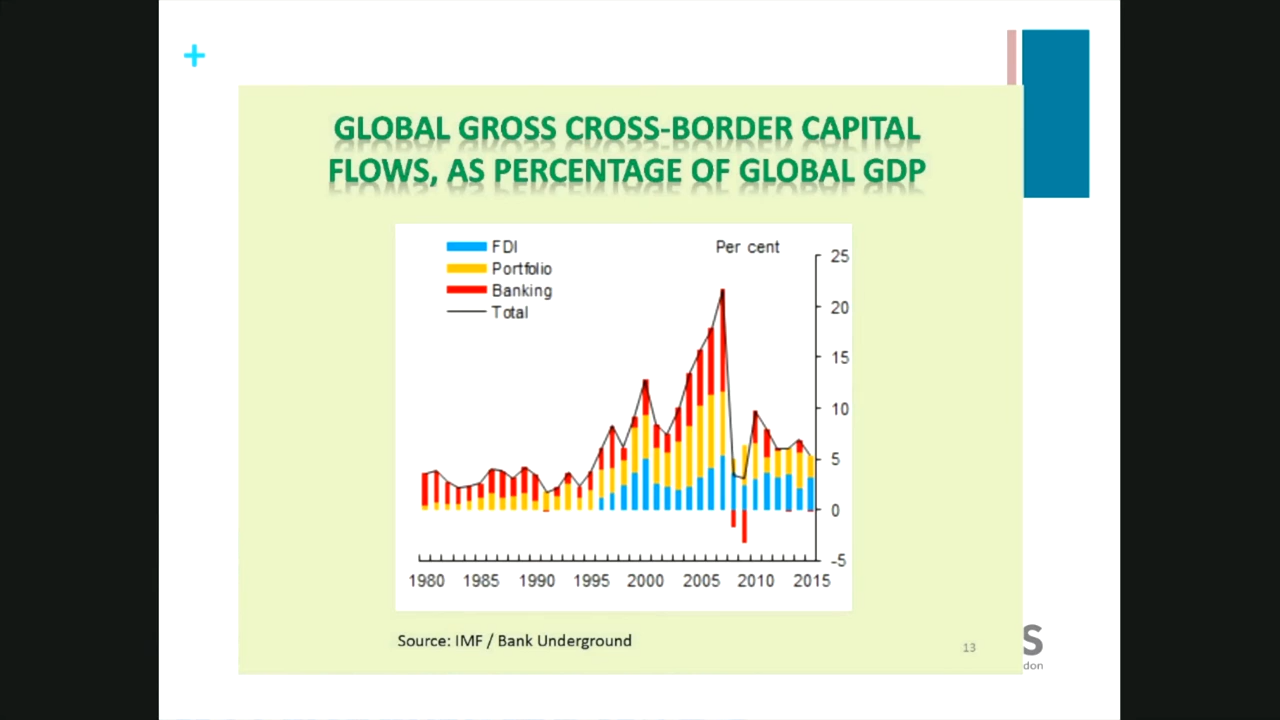 +
GLOBAL GROSS CROSS-BORDER CAPITAL
FLOWS, AS PERCENTAGE OF GLOBAL GDP
FDI
Portfolio
Banking
Total
Per cent
25
20
15
10
5
0
-5
1980 1985 1990 1995 2000 2005 2010 2015
Source: IMF / Bank Underground
13
S
don